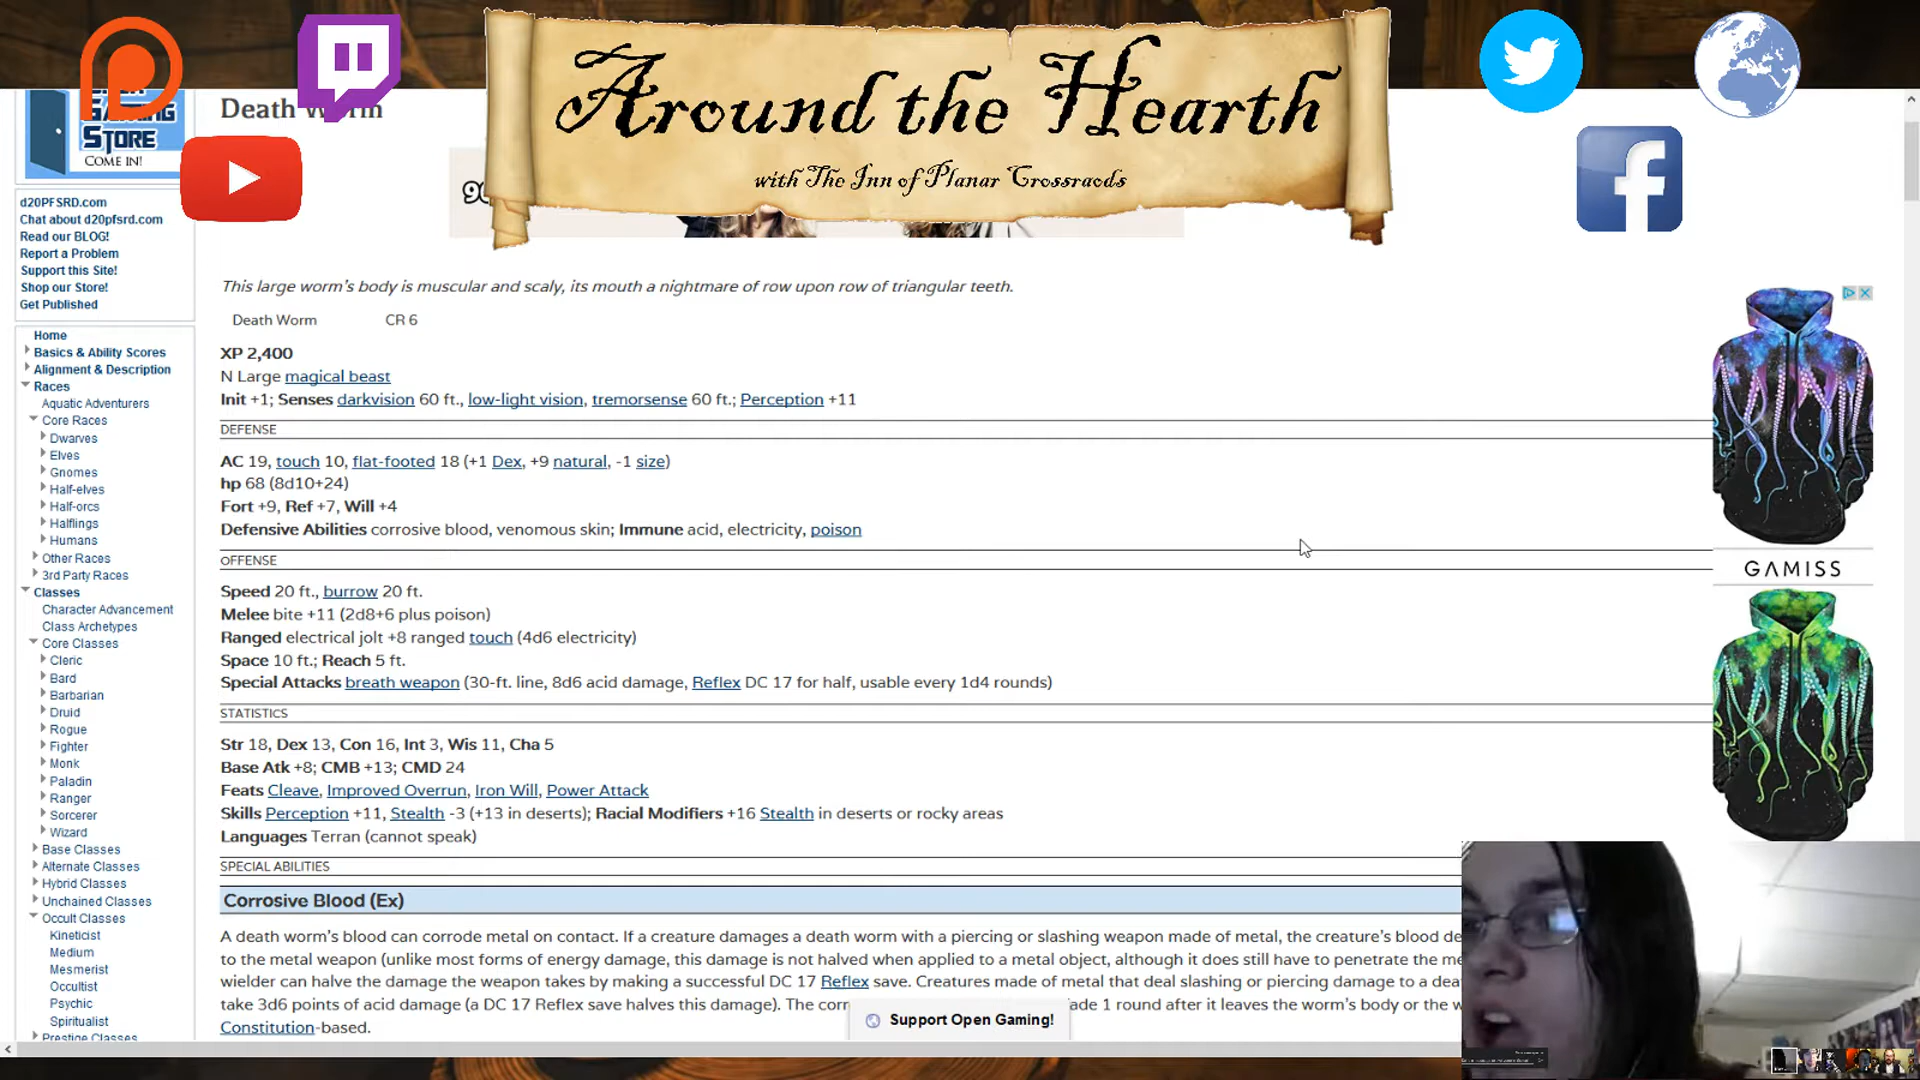 Around the Hearth
with The Inn of Planar Crossraods
GAMING
STORE
COME IN!
Death Worm
d20PFSRD.com
Chat about d20pfsrd.com
Read our BLOG!
Report a Problem
Support this Site!
Shop our Store!
Get Published
Home
Basics & Ability Scores
Alignment & Description
Races
Aquatic Adventurers
Core Races
Dwarves
Elves
Gnomes
Half-elves
Half-orcs
Halflings
Humans
Other Races
3rd Party Races
Classes
Character Advancement
Class Archetypes
Core Classes
Cleric
Bard
Barbarian
Druid
Rogue
Fighter
Monk
Paladin
Ranger
Sorcerer
Wizard
Base Classes
Alternate Classes
Hybrid Classes
Unchained Classes
Occult Classes
Kineticist
Medium
Mesmerist
Occultist
Psychic
Spiritualist
Prestige Classes
This large worm's body is muscular and scaly, its mouth a nightmare of row upon row of triangular teeth.
Death Worm CR 6
XP 2,400
N Large magical beast
Init +1; Senses darkvision 60 ft., low-light vision, tremorsense 60 ft.; Perception +11
DEFENSE
AC 19, touch 10, flat-footed 18 (+1 Dex, +9 natural, -1 size)
hp 68 (8d10+24)
Fort +9, Ref +7, Will +4
Defensive Abilities corrosive blood, venomous skin; Immune acid, electricity, poison
OFFENSE
Speed 20 ft., burrow 20 ft.
Melee bite +11 (2d8+6 plus poison)
Ranged electrical jolt +8 ranged touch (4d6 electricity)
Space 10 ft.; Reach 5 ft.
Special Attacks breath weapon (30-ft. line, 8d6 acid damage, Reflex DC 17 for half, usable every 1d4 rounds)
STATISTICS
Str 18, Dex 13, Con 16, Int 3, Wis 11, Cha 5
Base Atk +8; CMB +13; CMD 24
Feats Cleave, Improved Overrun, Iron Will, Power Attack
Skills Perception +11, Stealth -3 (+13 in deserts); Racial Modifiers +16 Stealth in deserts or rocky areas
Languages Terran (cannot speak)
SPECIAL ABILITIES
Corrosive Blood (Ex)
A death worm's blood can corrode metal on contact. If a creature damages a death worm with a piercing or slashing weapon made of metal, the creature's blood de
to the metal weapon (unlike most forms of energy damage, this damage is not halved when applied to a metal object, although it does still have to penetrate the me
wielder can halve the damage the weapon takes by making a successful DC 17 Reflex save. Creatures made of metal that deal slashing or piercing damage to a dea
take 3d6 points of acid damage (a DC 17 Reflex save halves this damage). The corr ade 1 round after it leaves the worm's body or the w
Constitution-based.
Support Open Gaming!
GAMISS